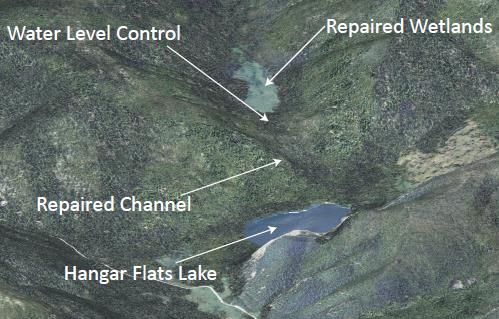 Repaired Wetlands
Water Level Control
Repaired Channel
Hangar Flats Lake